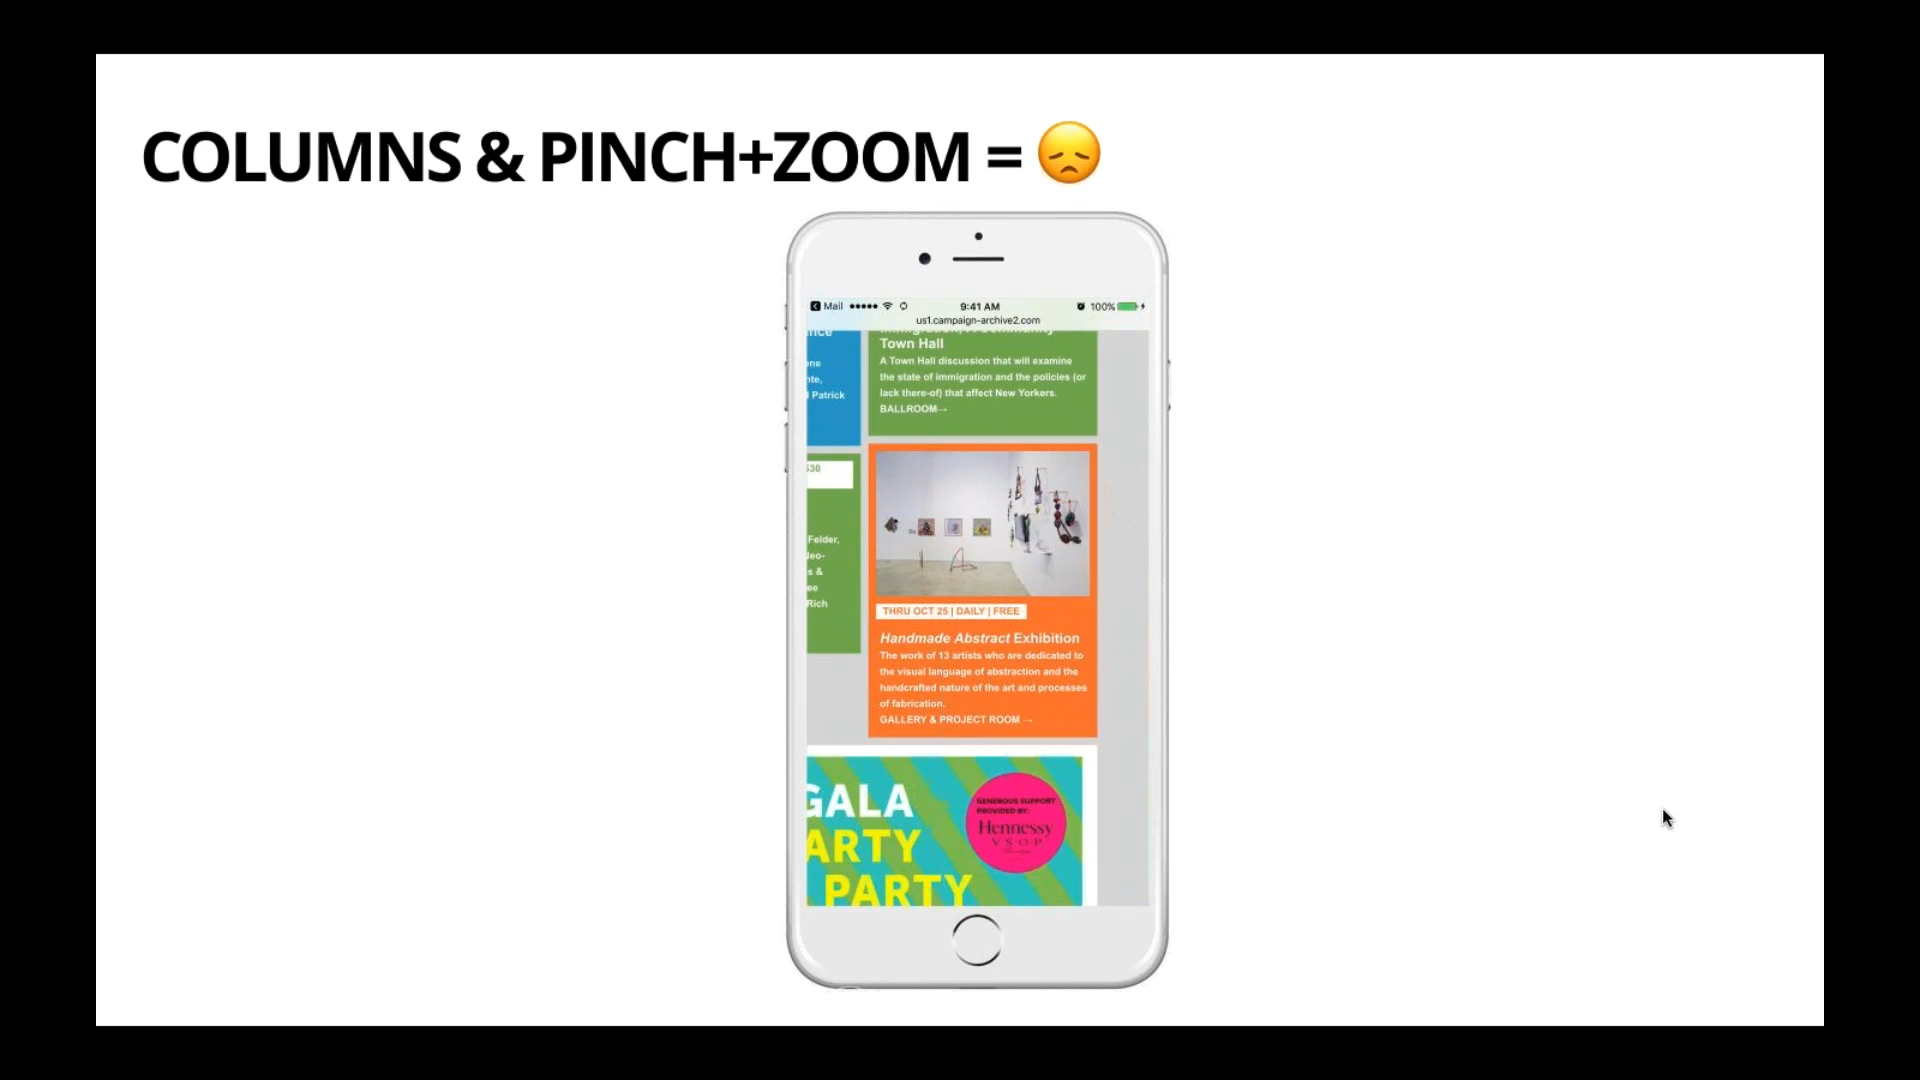 COLUMNS & PINCH+ZOOM = 😞
Mail
9:41 AM
100%
us1.campaign-archive2.com
Town Hall
A Town Hall discussion that will examine
the state of immigration and the policies (or
lack there-of) that affect New Yorkers.
BALLROOM→
Patrick
Felder,
s &
Rich
THRU OCT 25 | DAILY | FREE
Handmade Abstract Exhibition
The work of 13 artists who are dedicated to
the visual language of abstraction and the
handcrafted nature of the art and processes
of fabrication.
GALLERY & PROJECT ROOM →
GALA
ARTY
PARTY
GENEROUS SUPPORT
PROVIDED BY:
Hennessy
V·S·O·P